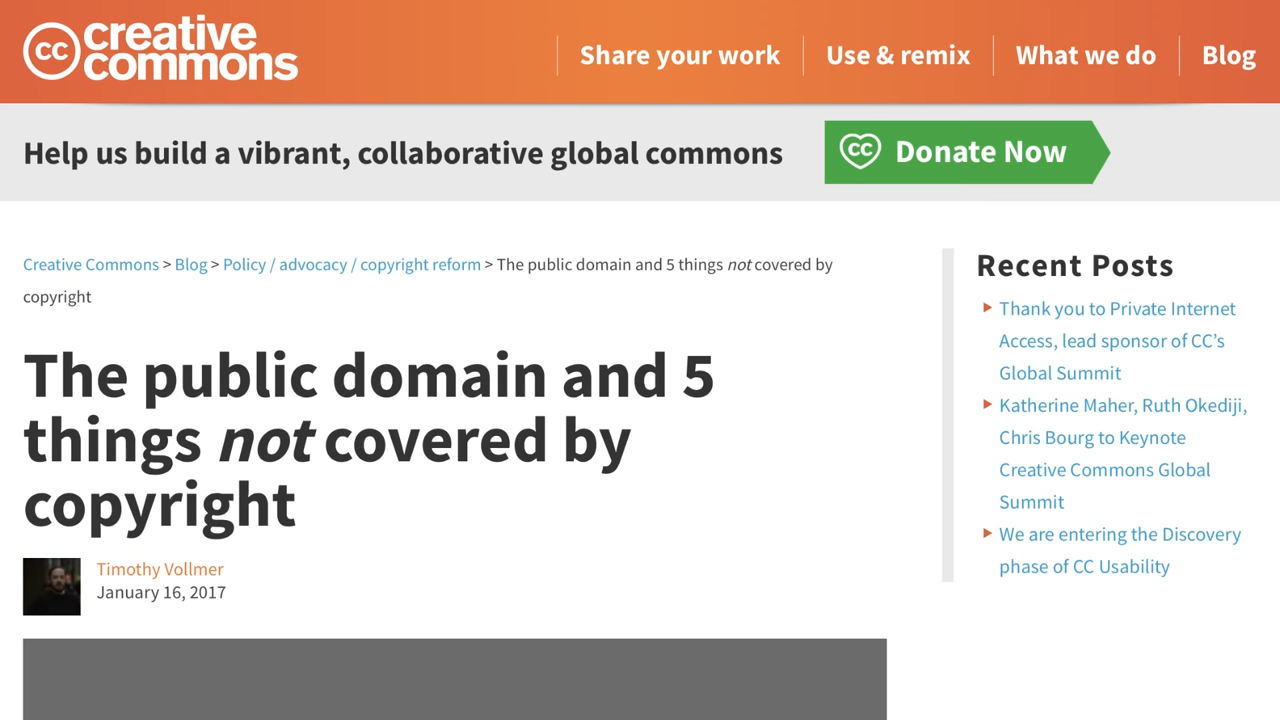 cc creative commons
Share your work
Use & remix
What we do
Blog
Help us build a vibrant, collaborative global commons
cc Donate Now
Creative Commons > Blog > Policy / advocacy / copyright reform > The public domain and 5 things not covered by
copyright
The public domain and 5
things not covered by
copyright
Timothy Vollmer
January 16, 2017
Recent Posts
Thank you to Private Internet
Access, lead sponsor of CC’s
Global Summit
Katherine Maher, Ruth Okediji,
Chris Bourg to Keynote
Creative Commons Global
Summit
We are entering the Discovery
phase of CC Usability